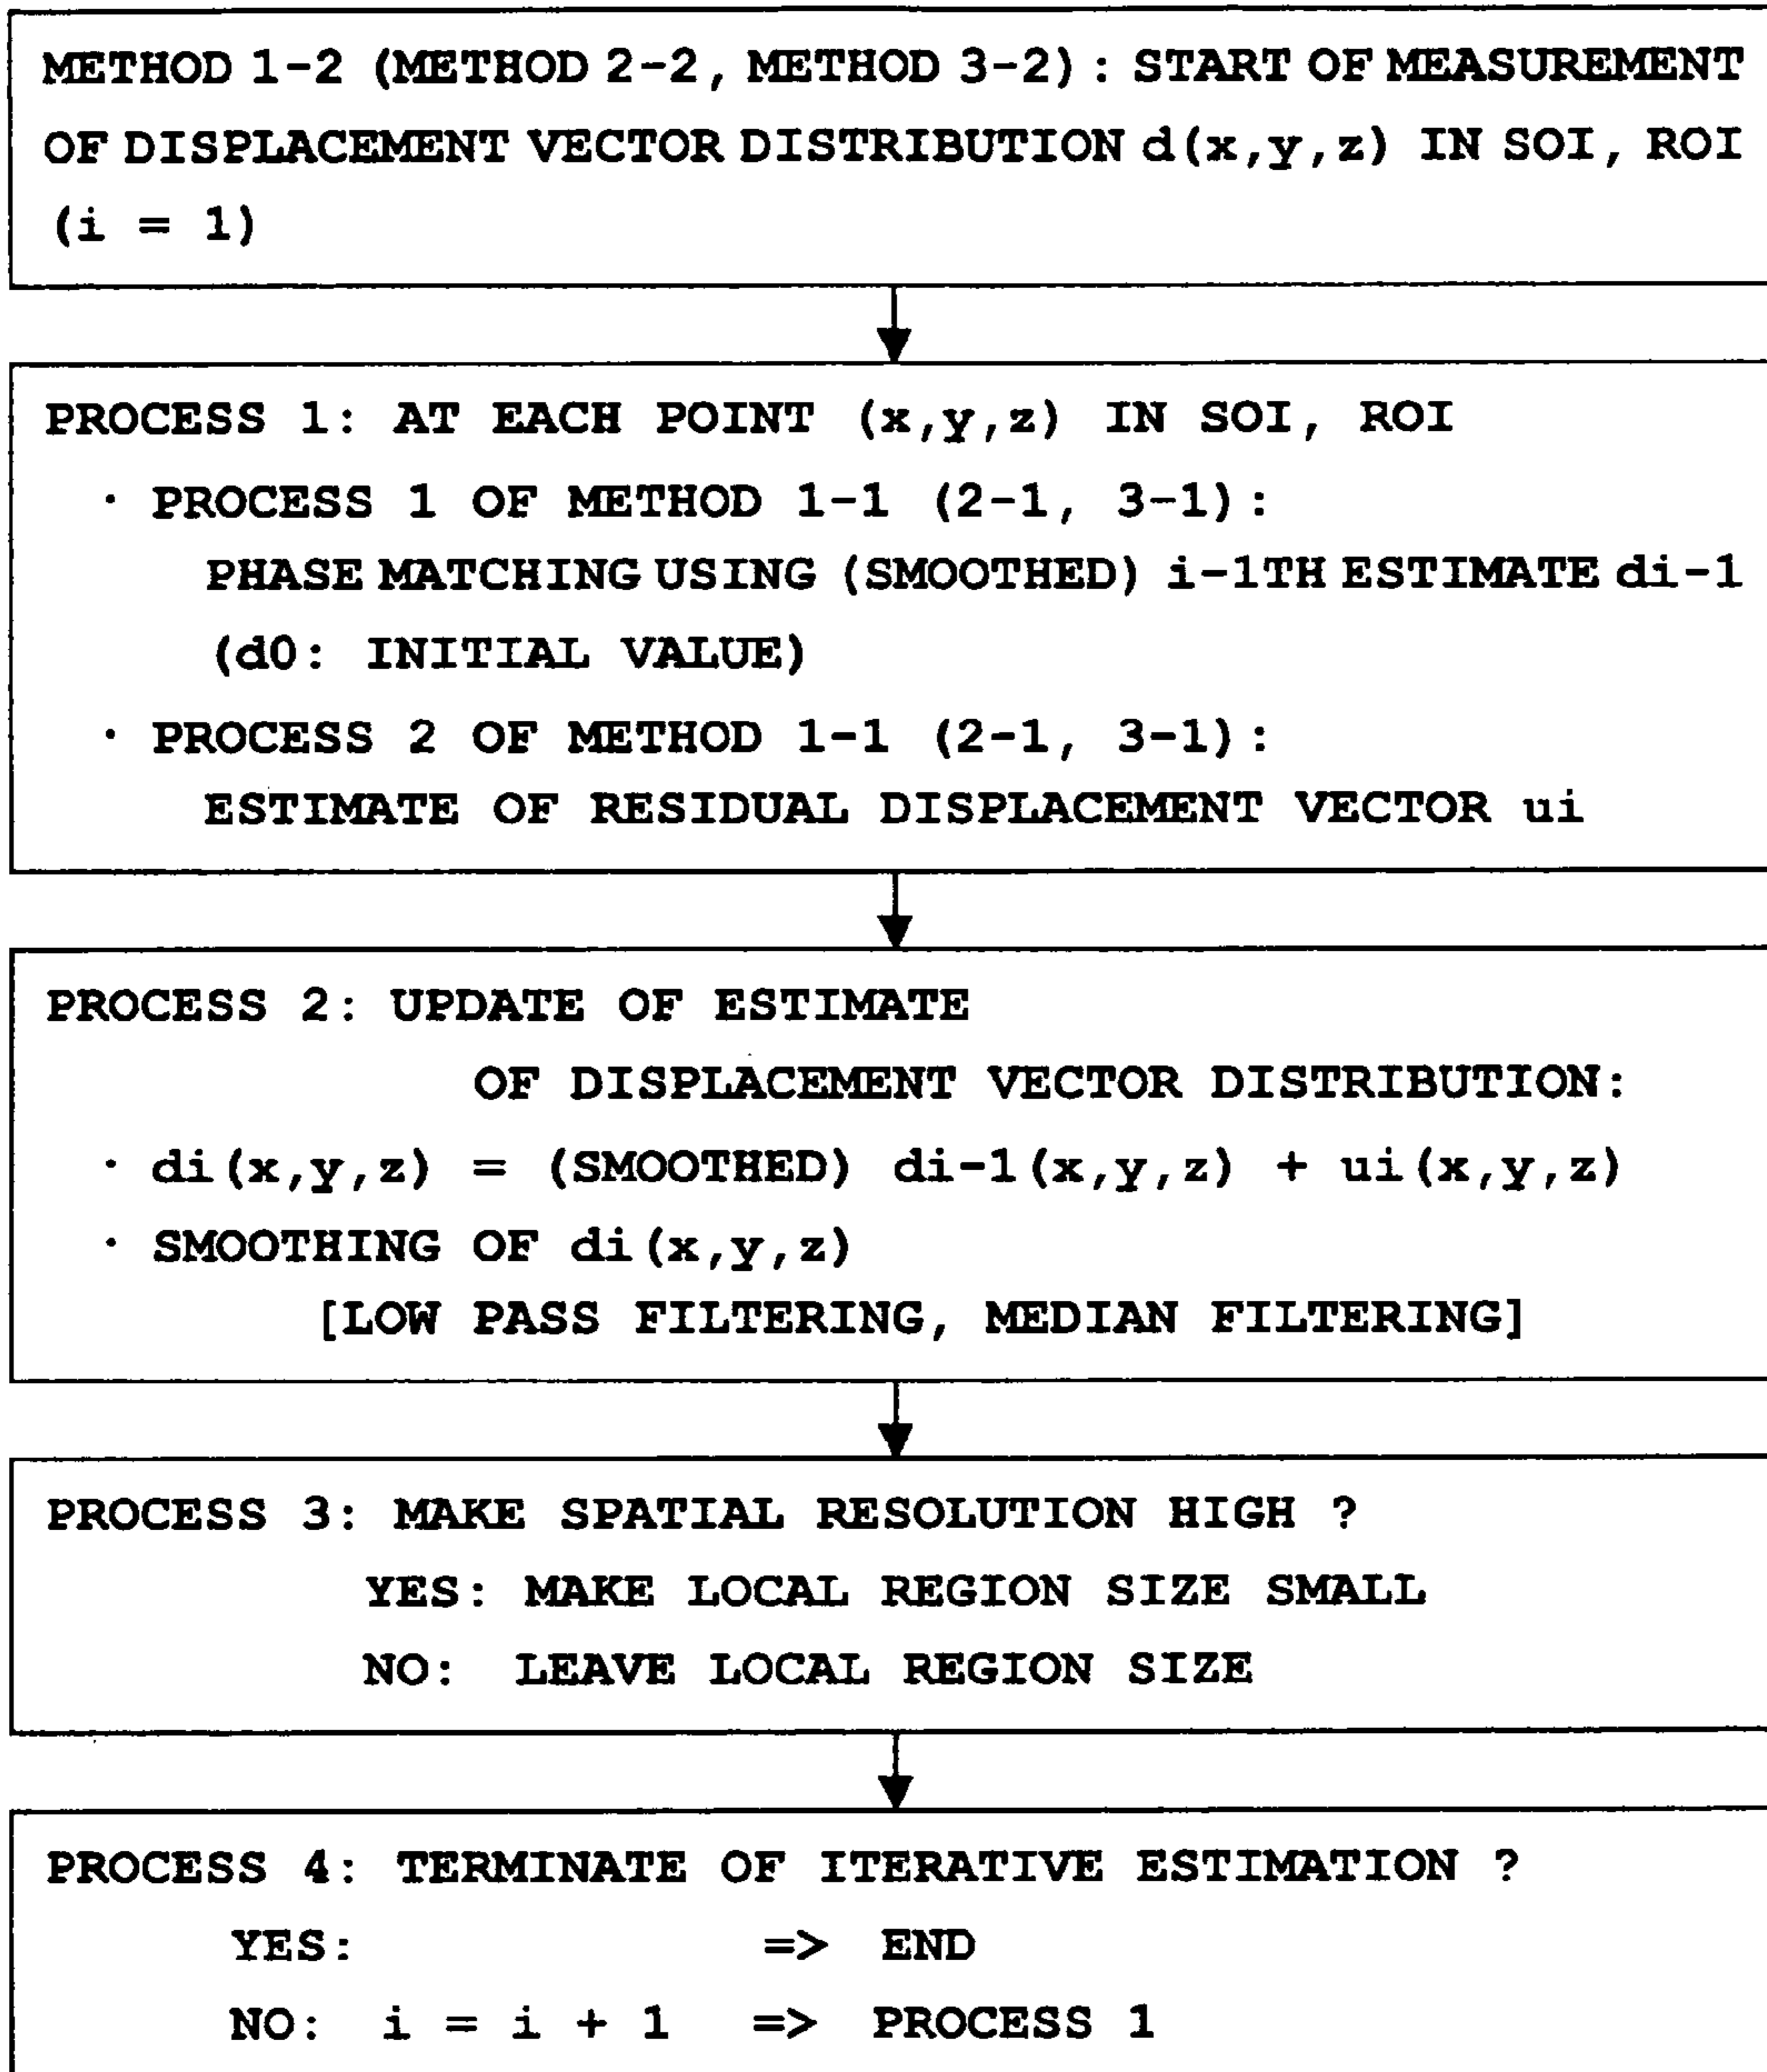 METHOD 1-2 (METHOD 2-2, METHOD 3-2): START OF MEASUREMENT
OF DISPLACEMENT VECTOR DISTRIBUTION d(x,y,z) IN SOI, ROI
(i = 1)
PROCESS 1: AT EACH POINT (x,y,z) IN SOI, ROI
· PROCESS 1 OF METHOD 1-1 (2-1, 3-1):
PHASE MATCHING USING (SMOOTHED) i-1TH ESTIMATE di-1
(d0: INITIAL VALUE)
· PROCESS 2 OF METHOD 1-1 (2-1, 3-1):
ESTIMATE OF RESIDUAL DISPLACEMENT VECTOR ui
PROCESS 2: UPDATE OF ESTIMATE
OF DISPLACEMENT VECTOR DISTRIBUTION:
· di(x,y,z) = (SMOOTHED) di-1(x,y,z) + ui(x,y,z)
· SMOOTHING OF di(x,y,z)
[LOW PASS FILTERING, MEDIAN FILTERING]
PROCESS 3: MAKE SPATIAL RESOLUTION HIGH ?
YES: MAKE LOCAL REGION SIZE SMALL
NO: LEAVE LOCAL REGION SIZE
PROCESS 4: TERMINATE OF ITERATIVE ESTIMATION ?
YES: => END
NO: i = i + 1 => PROCESS 1